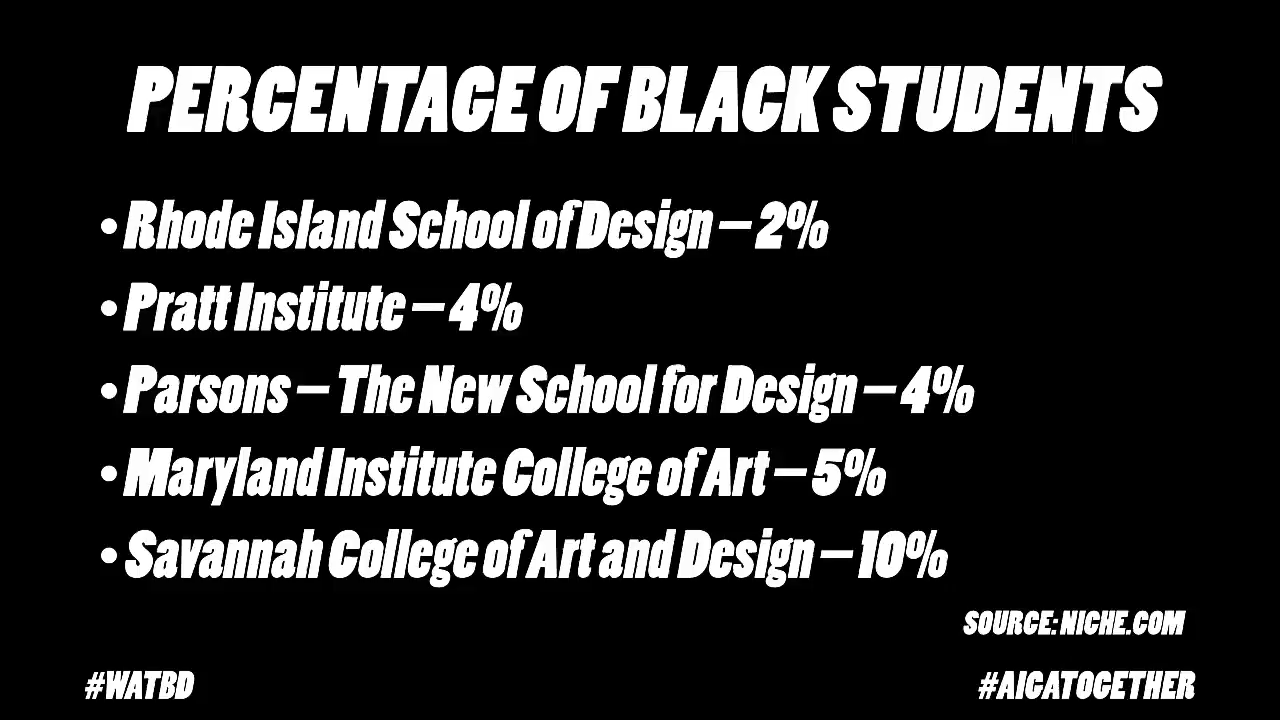 PERCENTAGE OF BLACK STUDENTS
• Rhode Island School of Design – 2%
• Pratt Institute – 4%
• Parsons – The New School for Design – 4%
• Maryland Institute College of Art – 5%
• Savannah College of Art and Design – 10%
SOURCE: NICHE.COM
#WATBD
#AIGATOGETHER